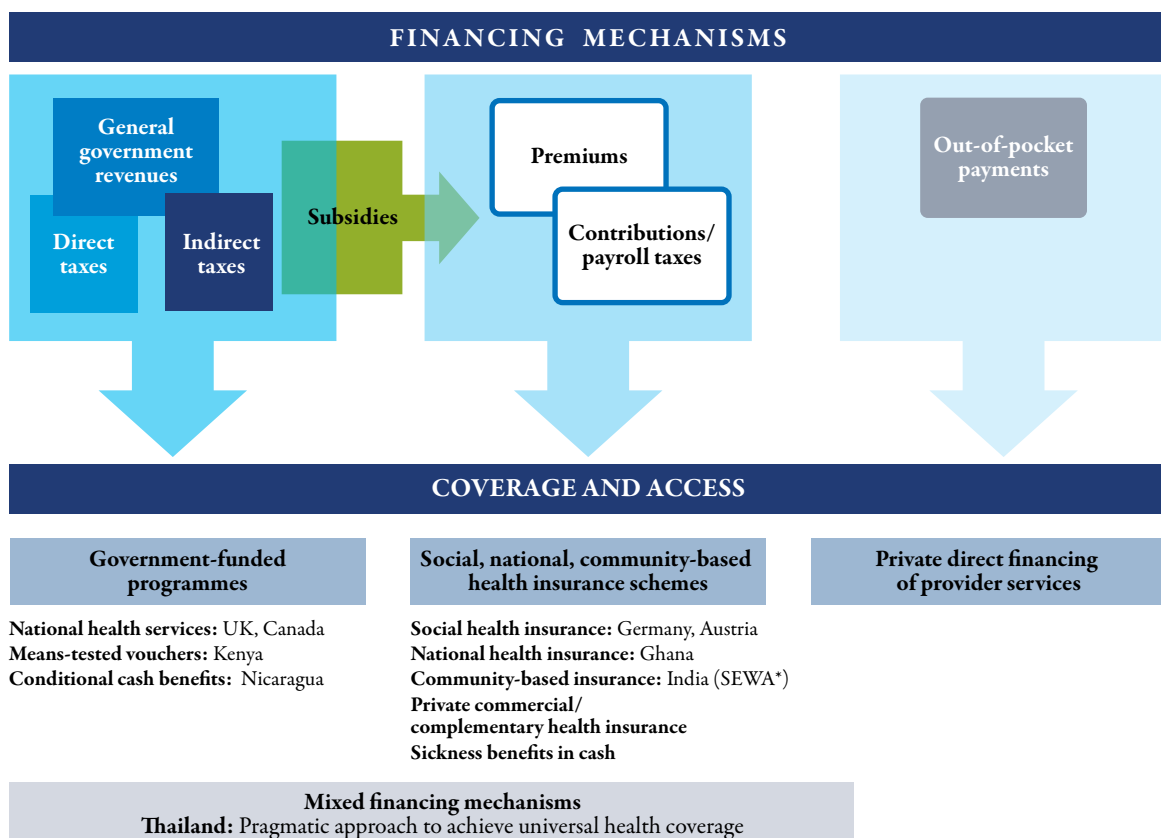 FINANCING MECHANISMS
General
government
revenues
Direct
taxes
Indirect
taxes
Subsidies
Premiums
Contributions/
payroll taxes
Out-of-pocket
payments
COVERAGE AND ACCESS
Government-funded
programmes
National health services: UK, Canada
Means-tested vouchers: Kenya
Conditional cash benefits: Nicaragua
Social, national, community-based
health insurance schemes
Social health insurance: Germany, Austria
National health insurance: Ghana
Community-based insurance: India (SEWA*)
Private commercial/
complementary health insurance
Sickness benefits in cash
Private direct financing
of provider services
Mixed financing mechanisms
Thailand: Pragmatic approach to achieve universal health coverage